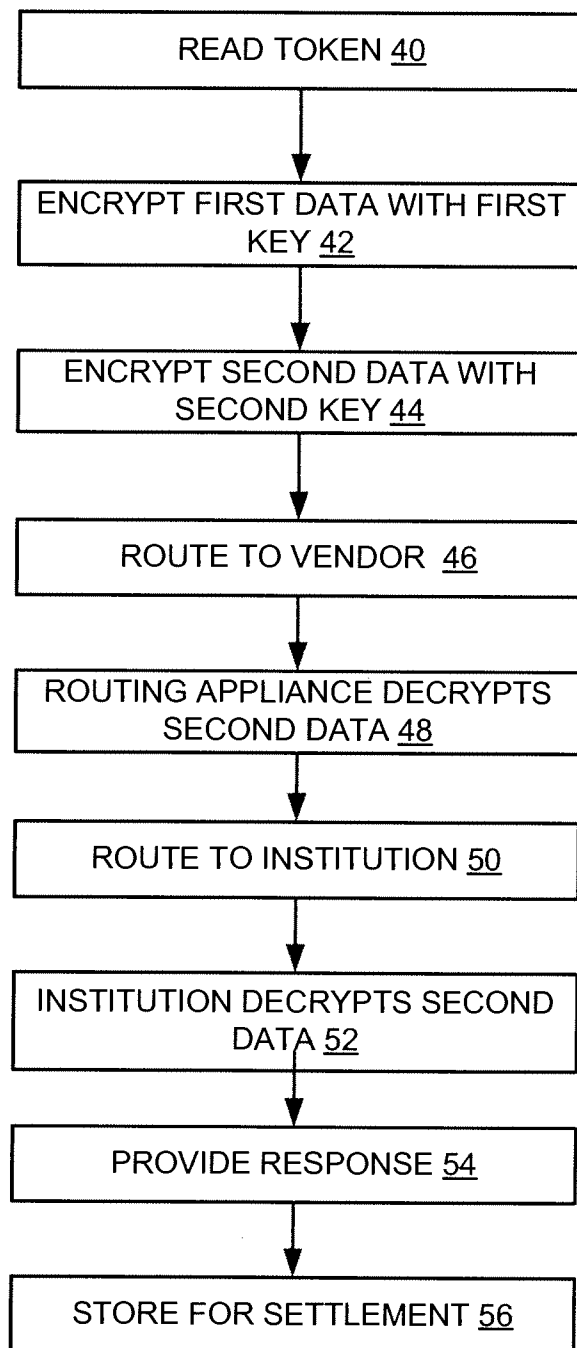 READ TOKEN 40
ENCRYPT FIRST DATA WITH FIRST
KEY 42
ENCRYPT SECOND DATA WITH
SECOND KEY 44
ROUTE TO VENDOR 46
ROUTING APPLIANCE DECRYPTS
SECOND DATA 48
ROUTE TO INSTITUTION 50
INSTITUTION DECRYPTS SECOND
DATA 52
PROVIDE RESPONSE 54
STORE FOR SETTLEMENT 56